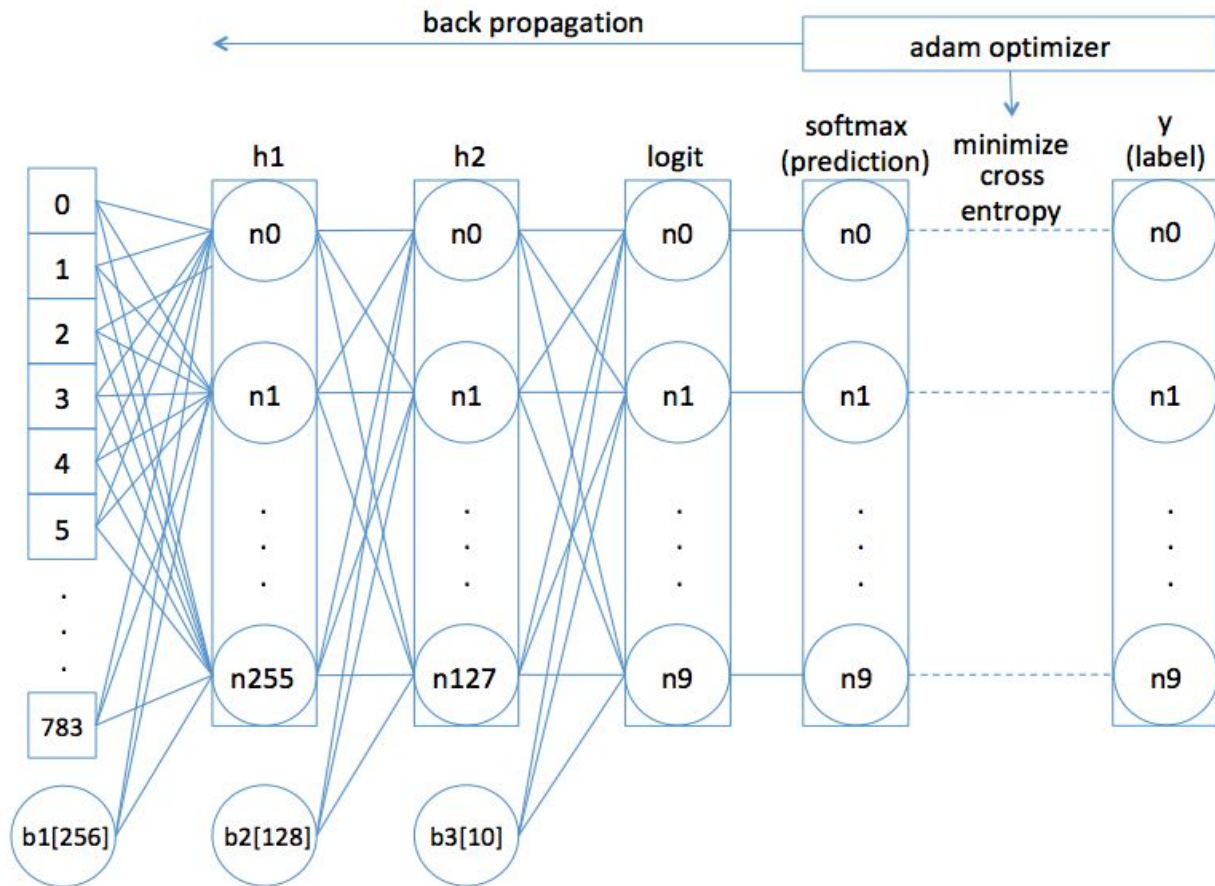 back propagation
adam optimizer
h1
h2
logit
softmax
(prediction)
minimize
cross
entropy
y
(label)
0
1
2
3
4
5
.
.
.
783
n0
n1
.
.
.
n255
n0
n1
.
.
.
n127
n0
n1
.
.
.
n9
n0
n1
.
.
.
n9
n0
n1
.
.
.
n9
b1[256]
b2[128]
b3[10]